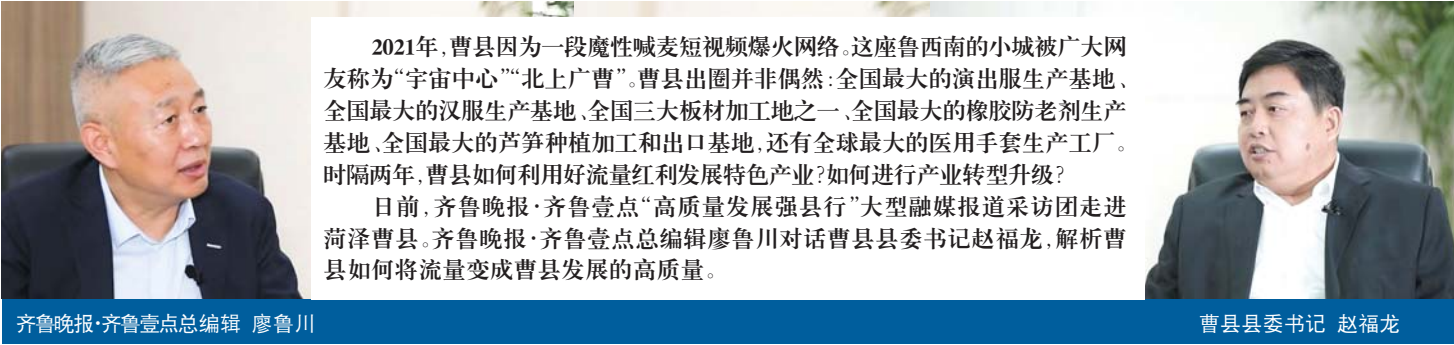 2021年,曹县因为一段魔性喊麦短视频爆火网络。这座鲁西南的小城被广大网
友称为“宇宙中心”“北上广曹”。曹县出圈并非偶然:全国最大的演出服生产基地、
全国最大的汉服生产基地、全国三大板材加工地之一、全国最大的橡胶防老剂生产
基地、全国最大的芦笋种植加工和出口基地,还有全球最大的医用手套生产工厂。
时隔两年,曹县如何利用好流量红利发展特色产业?如何进行产业转型升级?
日前,齐鲁晚报·齐鲁壹点“高质量发展强县行”大型融媒报道采访团走进
菏泽曹县。齐鲁晚报·齐鲁壹点总编辑廖鲁川对话曹县县委书记赵福龙,解析曹
县如何将流量变成曹县发展的高质量。
齐鲁晚报·齐鲁壹点总编辑 廖鲁川
曹县县委书记 赵福龙